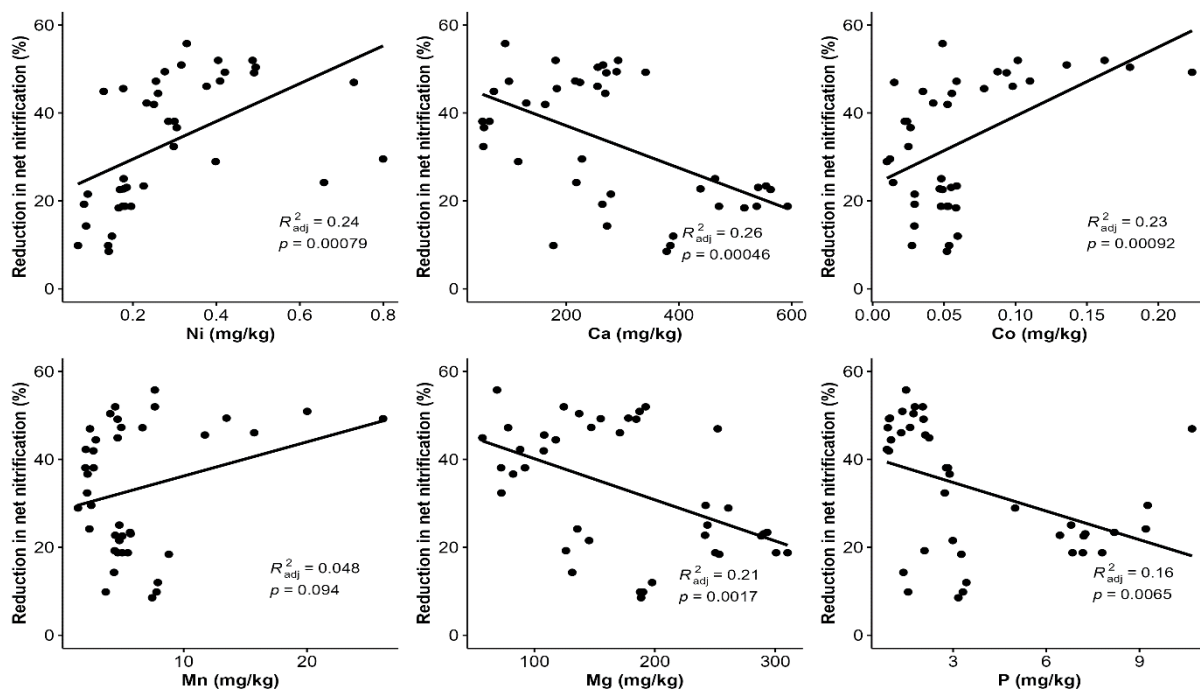 60
40
20
0
Reduction in net nitrification (%)
R²adj = 0.24
p = 0.00079
0.2 0.4 0.6 0.8
Ni (mg/kg)
60
40
20
0
Reduction in net nitrification (%)
R²adj = 0.26
p = 0.00046
200 400 600
Ca (mg/kg)
60
40
20
0
Reduction in net nitrification (%)
R²adj = 0.23
p = 0.00092
0.00 0.05 0.10 0.15 0.20
Co (mg/kg)
60
40
20
0
Reduction in net nitrification (%)
R²adj = 0.048
p = 0.094
10 20
Mn (mg/kg)
60
40
20
0
Reduction in net nitrification (%)
R²adj = 0.21
p = 0.0017
100 200 300
Mg (mg/kg)
60
40
20
0
Reduction in net nitrification (%)
R²adj = 0.16
p = 0.0065
3 6 9
P (mg/kg)